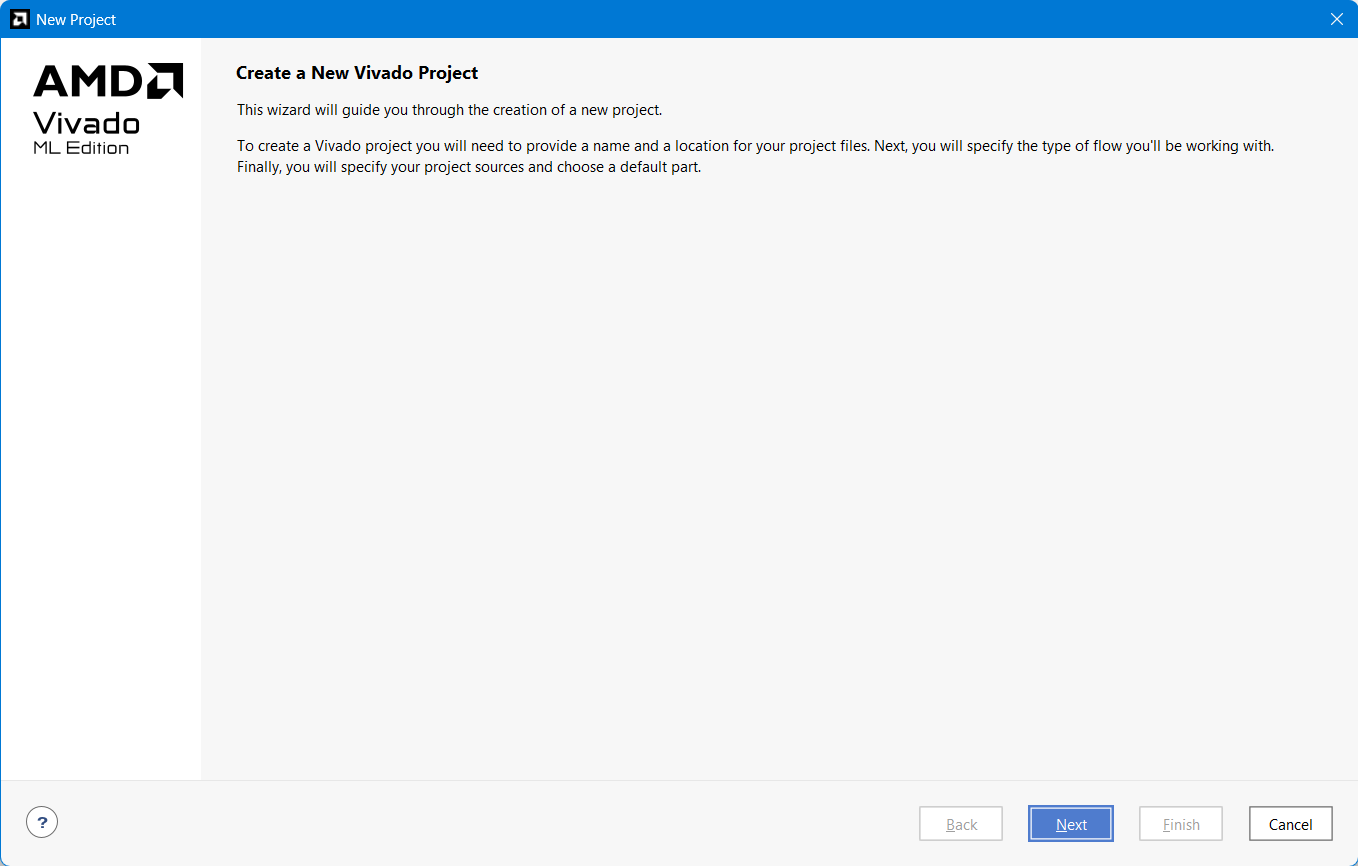 New Project
AMD
Vivado
ML Edition
Create a New Vivado Project
This wizard will guide you through the creation of a new project.
To create a Vivado project you will need to provide a name and a location for your project files. Next, you will specify the type of flow you'll be working with.
Finally, you will specify your project sources and choose a default part.
?
Back
Next
Finish
Cancel